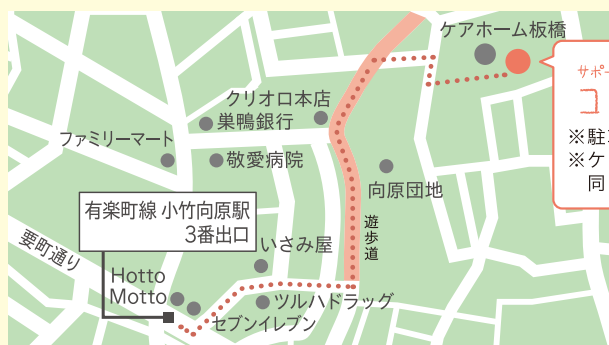 ケアホーム板橋
サポー
コ
※駐
※ケ
同
クリオロ本店
巣鴨銀行
ファミリーマート
敬愛病院
向原団地
有楽町線 小竹向原駅
3番出口
遊歩道
要町通り
いさみ屋
Hotto
Motto
ツルハドラッグ
セブンイレブン